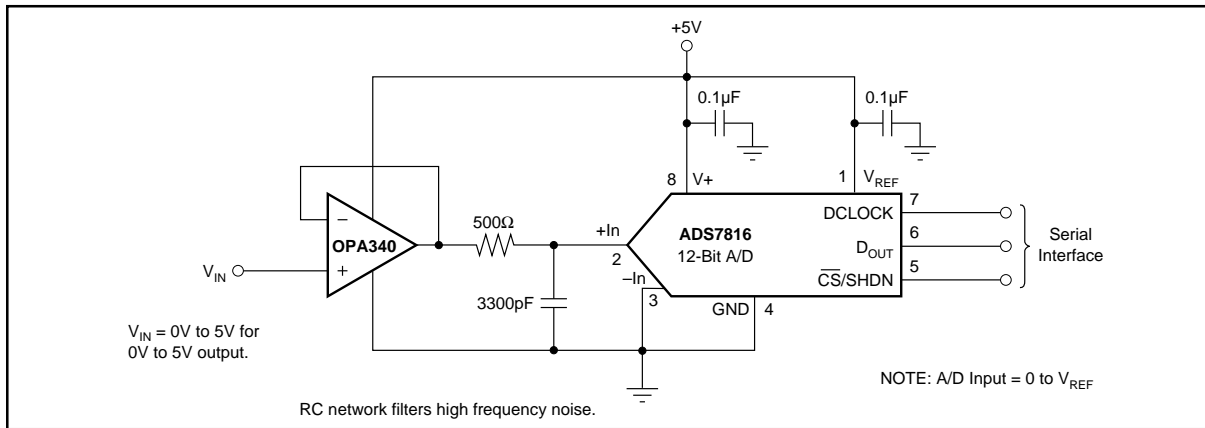 +5V
0.1µF
0.1µF
8 V+
1 VREF
–
OPA340
+
VIN
500Ω
3300pF
+In
2
–In
3
ADS7816
12-Bit A/D
GND 4
DCLOCK 7
DOUT 6
CS/SHDN 5
Serial
Interface
VIN = 0V to 5V for
0V to 5V output.
NOTE: A/D Input = 0 to VREF
RC network filters high frequency noise.